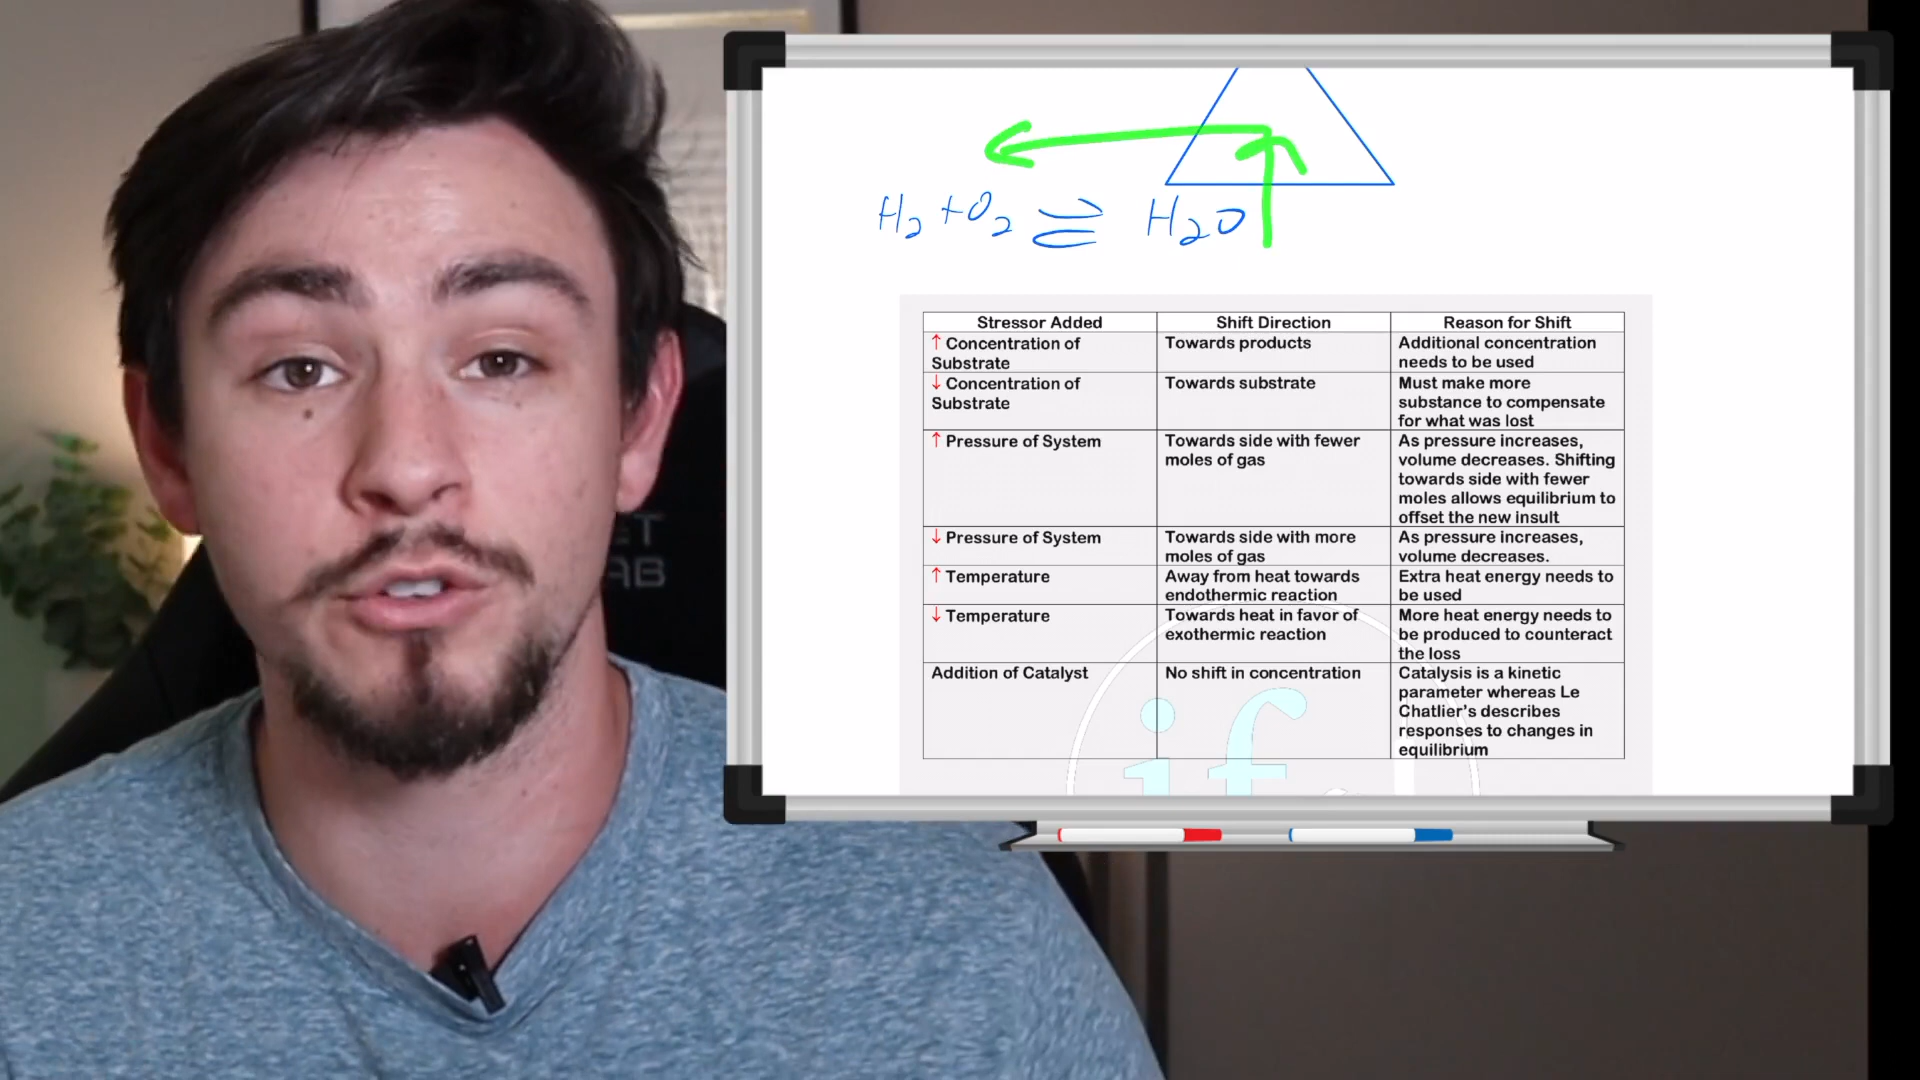 H₂ + O₂ ⇌ H₂O
Stressor Added Shift Direction Reason for Shift
↑ Concentration of
Substrate
Towards products
Additional concentration
needs to be used
↓ Concentration of
Substrate
Towards substrate
Must make more
substance to compensate
for what was lost
↑ Pressure of System
Towards side with fewer
moles of gas
As pressure increases,
volume decreases. Shifting
towards side with fewer
moles allows equilibrium to
offset the new insult
↓ Pressure of System
Towards side with more
moles of gas
As pressure increases,
volume decreases.
↑ Temperature
Away from heat towards
endothermic reaction
Extra heat energy needs to
be used
↓ Temperature
Towards heat in favor of
exothermic reaction
More heat energy needs to
be produced to counteract
the loss
Addition of Catalyst
No shift in concentration
Catalysis is a kinetic
parameter whereas Le
Chatlier’s describes
responses to changes in
equilibrium
if